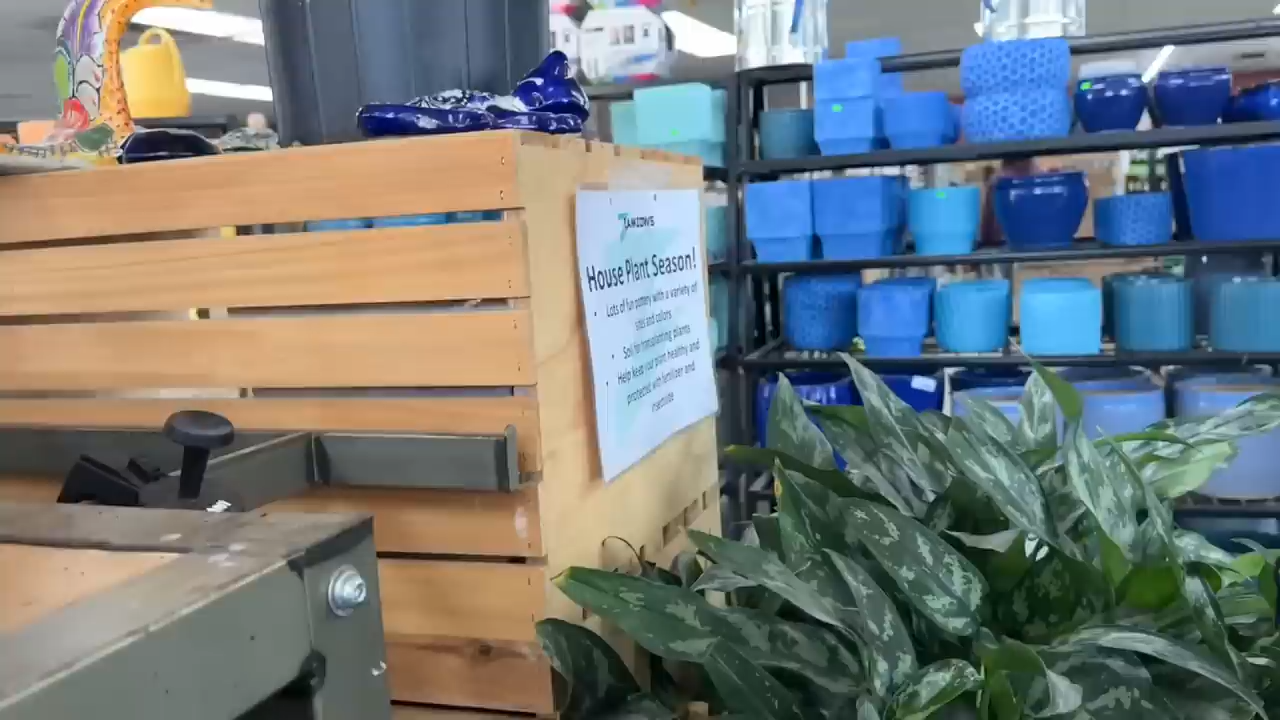 House Plant Season!
• Lots of fun pottery with a variety of
sizes and colors
• Soil for transplanting plants
• Help keep your plant healthy and
protected with fertilizer and
insecticide